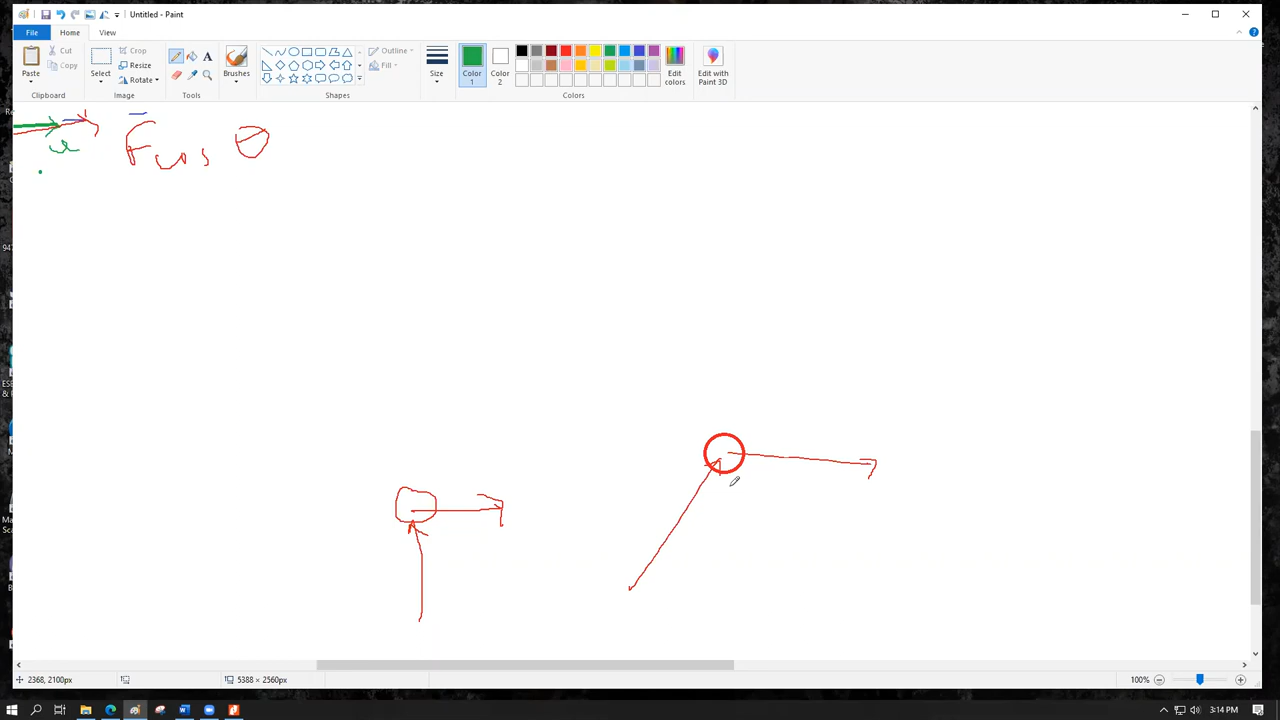 Untitled - Paint
File Home View
Cut
Copy
Paste
Clipboard
Select
Crop
Resize
Rotate
Image
A
Tools
Brushes
Outline
Fill
Shapes
Size
Color 1
Color 2
Edit colors
Edit with Paint 3D
Colors
F cos θ
2368, 2100px
5388 × 2560px
100%
3:14 PM